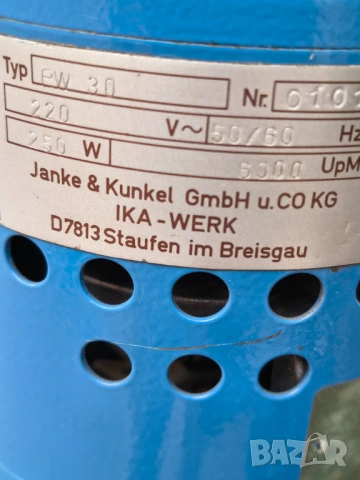 Typ RW 30 Nr. 0101
220 V~ 50/60 Hz
250 W 6000 UpM
Janke & Kunkel GmbH u.CO KG
IKA-WERK
D7813 Staufen im Breisgau
BAZAR